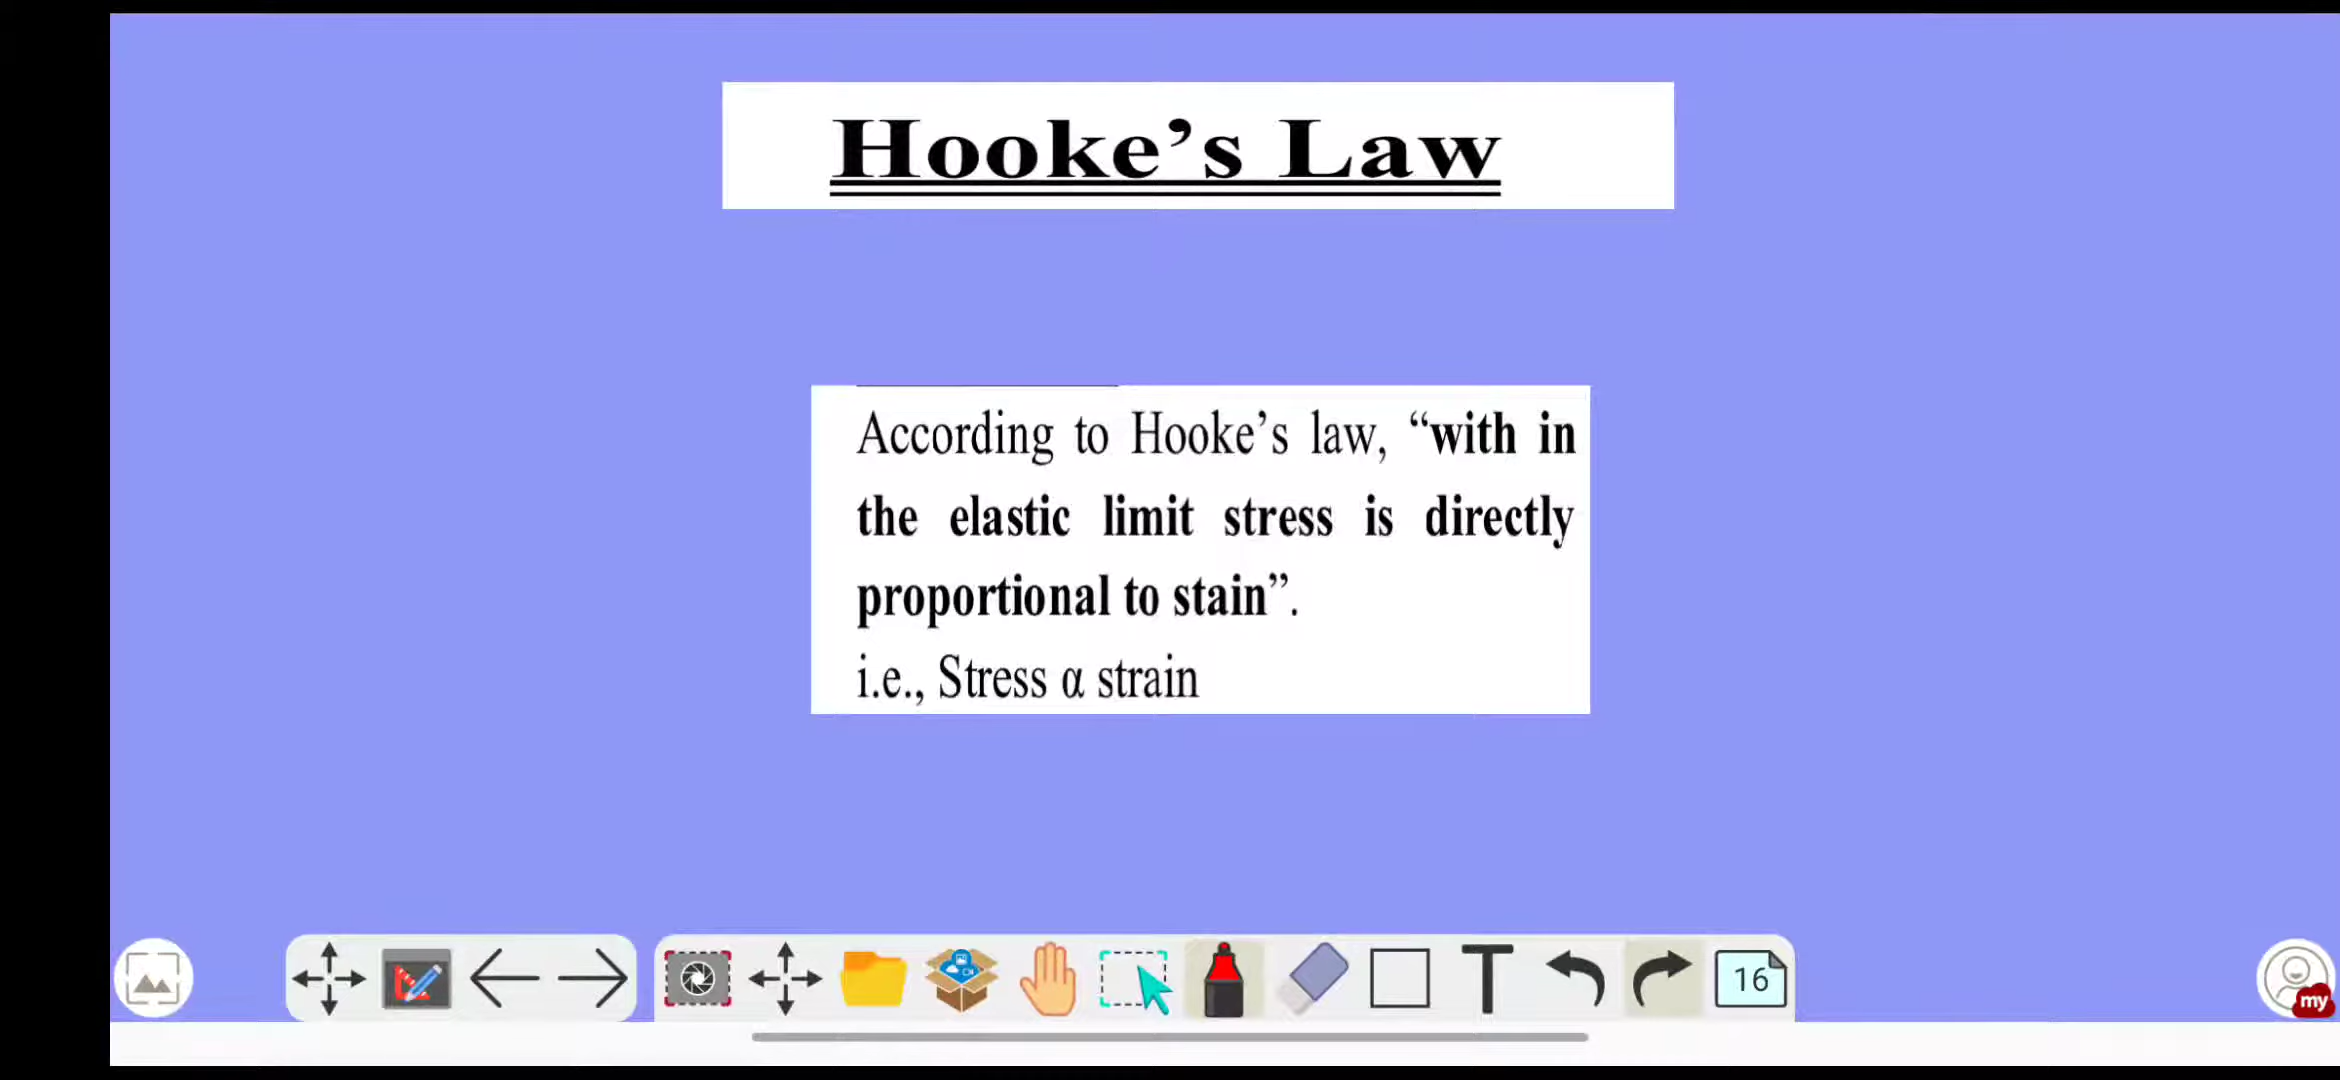 Hooke’s Law
According to Hooke’s law, “with in
the elastic limit stress is directly
proportional to stain”.
i.e., Stress α strain
T
16
my